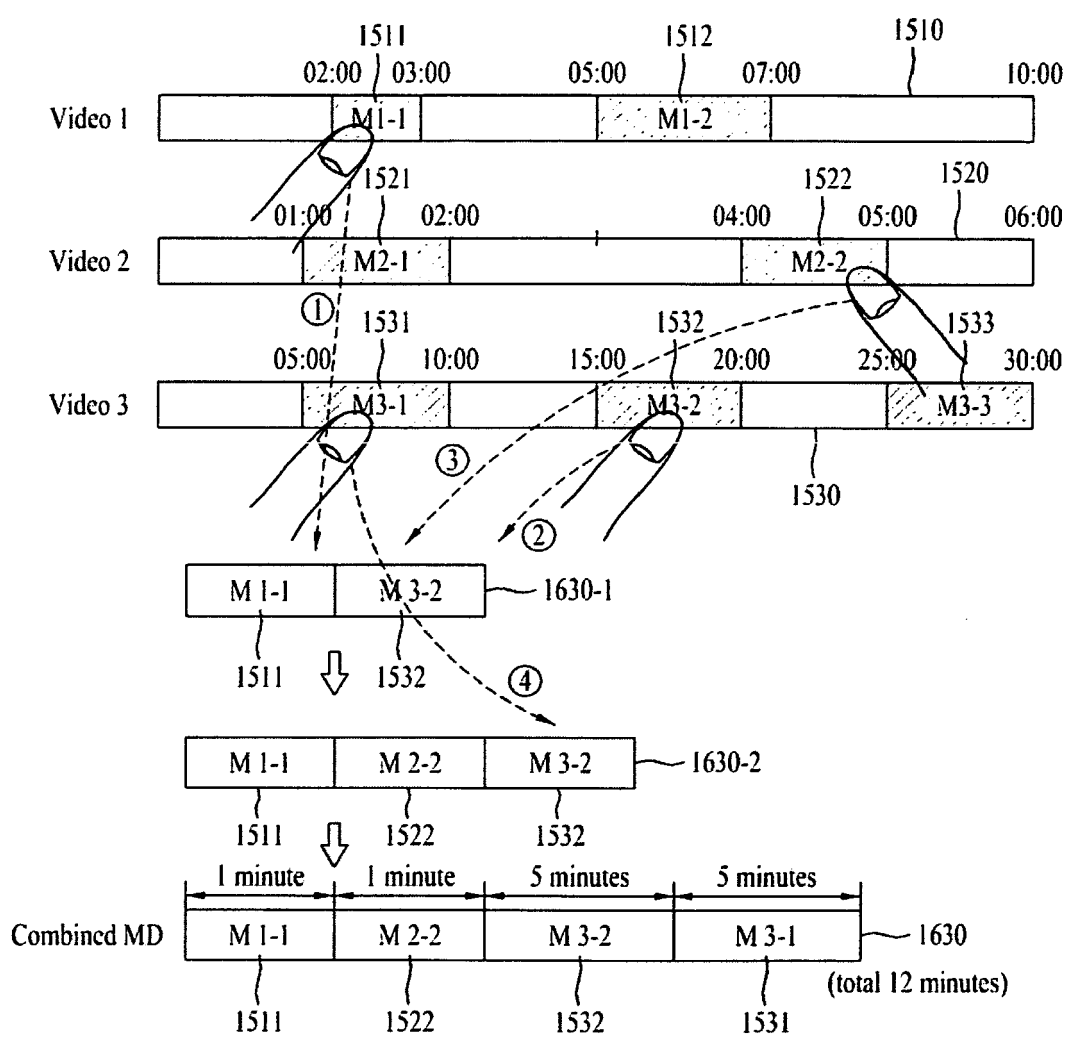 1511 1512 1510
02:00 03:00 05:00 07:00 10:00
Video 1 M1-1 M1-2
1521 1522 1520
01:00 02:00 04:00 05:00 06:00
Video 2 M2-1 M2-2
① 1531 1532 1533
05:00 10:00 15:00 20:00 25:00 30:00
Video 3 M3-1 M3-2 M3-3
③ 1530
②
M 1-1 M 3-2 1630-1
1511 1532 ④
M 1-1 M 2-2 M 3-2 1630-2
1511 1522 1532
1 minute 1 minute 5 minutes 5 minutes
Combined MD M 1-1 M 2-2 M 3-2 M 3-1 1630
(total 12 minutes)
1511 1522 1532 1531